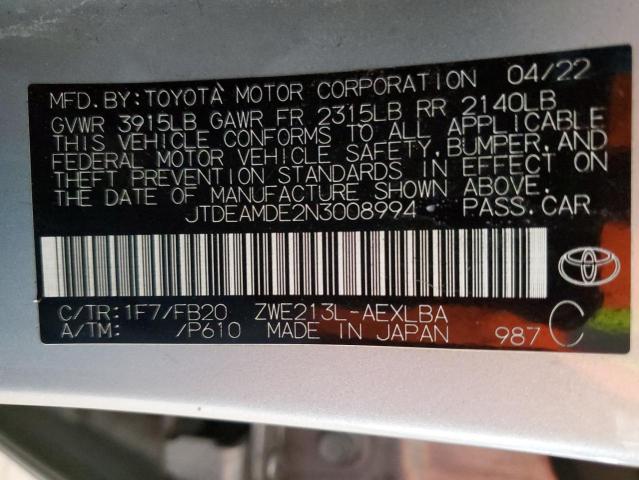 MFD. BY: TOYOTA MOTOR CORPORATION 04/22
GVWR 3915LB GAWR FR 2315LB RR 2140LB
THIS VEHICLE CONFORMS TO ALL APPLICABLE
FEDERAL MOTOR VEHICLE SAFETY, BUMPER, AND
THEFT PREVENTION STANDARDS IN EFFECT ON
THE DATE OF MANUFACTURE SHOWN ABOVE.
JTDEAMDE2N3008994 PASS. CAR
C/TR: 1F7/FB20 ZWE213L-AEXLBA
A/TM: /P610 MADE IN JAPAN 987 C